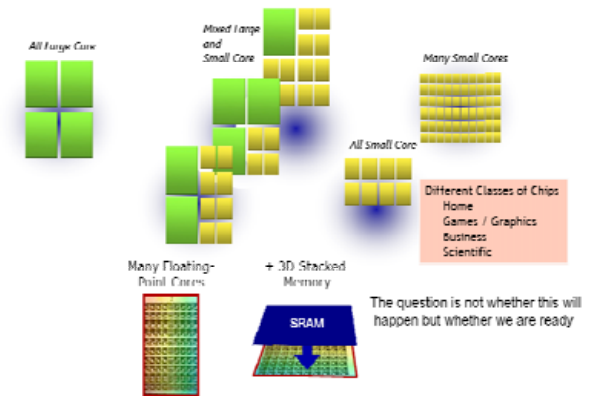 All Large Core
Mixed Large
and
Small Core
Many Small Cores
All Small Core
Different Classes of Chips
Home
Games / Graphics
Business
Scientific
Many Floating-
Point Cores
+ 3D Stacked
Memory
SRAM
The question is not whether this will
happen but whether we are ready